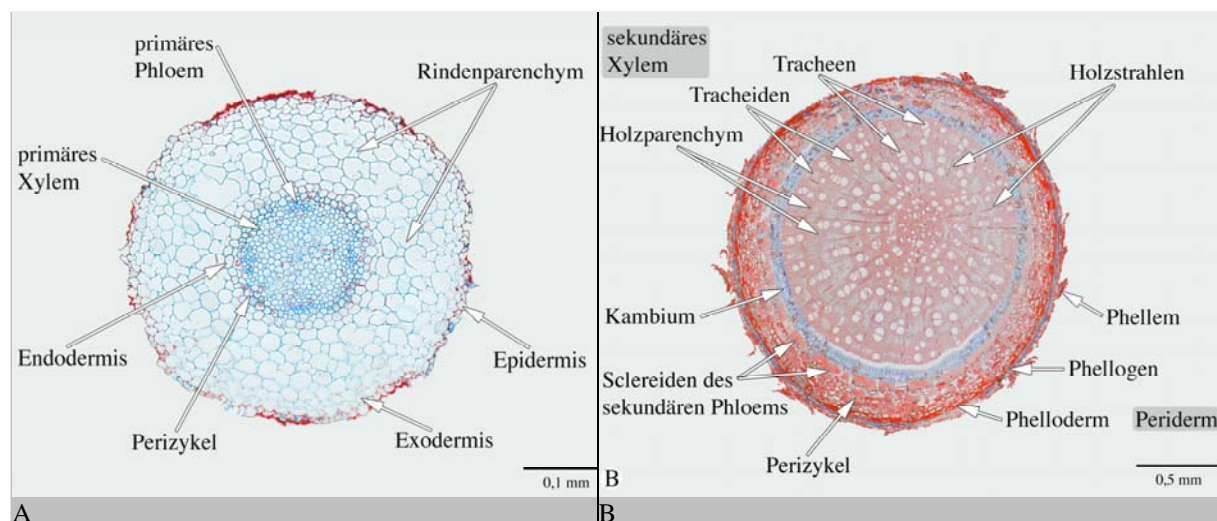 primäres
Phloem
Rindenparenchym
primäres
Xylem
Endodermis
Epidermis
Perizykel
Exodermis
0,1 mm
A
sekundäres
Xylem
Tracheen
Holzstrahlen
Tracheiden
Holzparenchym
Kambium
Phellem
Phellogen
Sclereiden des
sekundären Phloems
Phelloderm
Periderm
Perizykel
B
0,5 mm
B